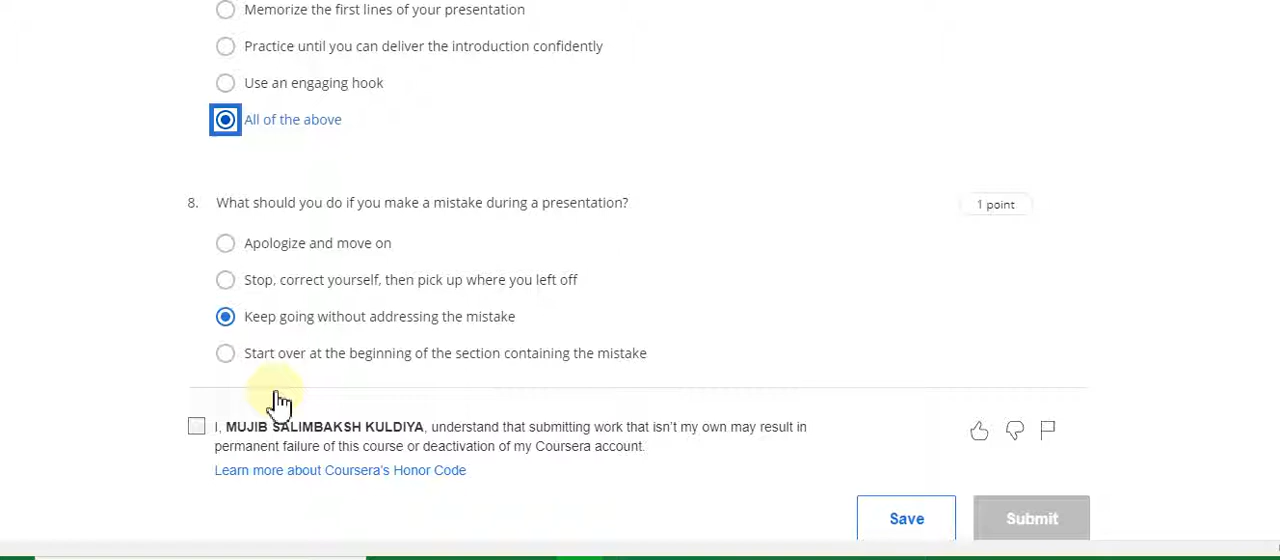 Memorize the first lines of your presentation
Practice until you can deliver the introduction confidently
Use an engaging hook
All of the above
8. What should you do if you make a mistake during a presentation?
1 point
Apologize and move on
Stop, correct yourself, then pick up where you left off
Keep going without addressing the mistake
Start over at the beginning of the section containing the mistake
I, MUJIB SALIMBAKSH KULDIYA, understand that submitting work that isn't my own may result in
permanent failure of this course or deactivation of my Coursera account.
Learn more about Coursera's Honor Code
Save Submit